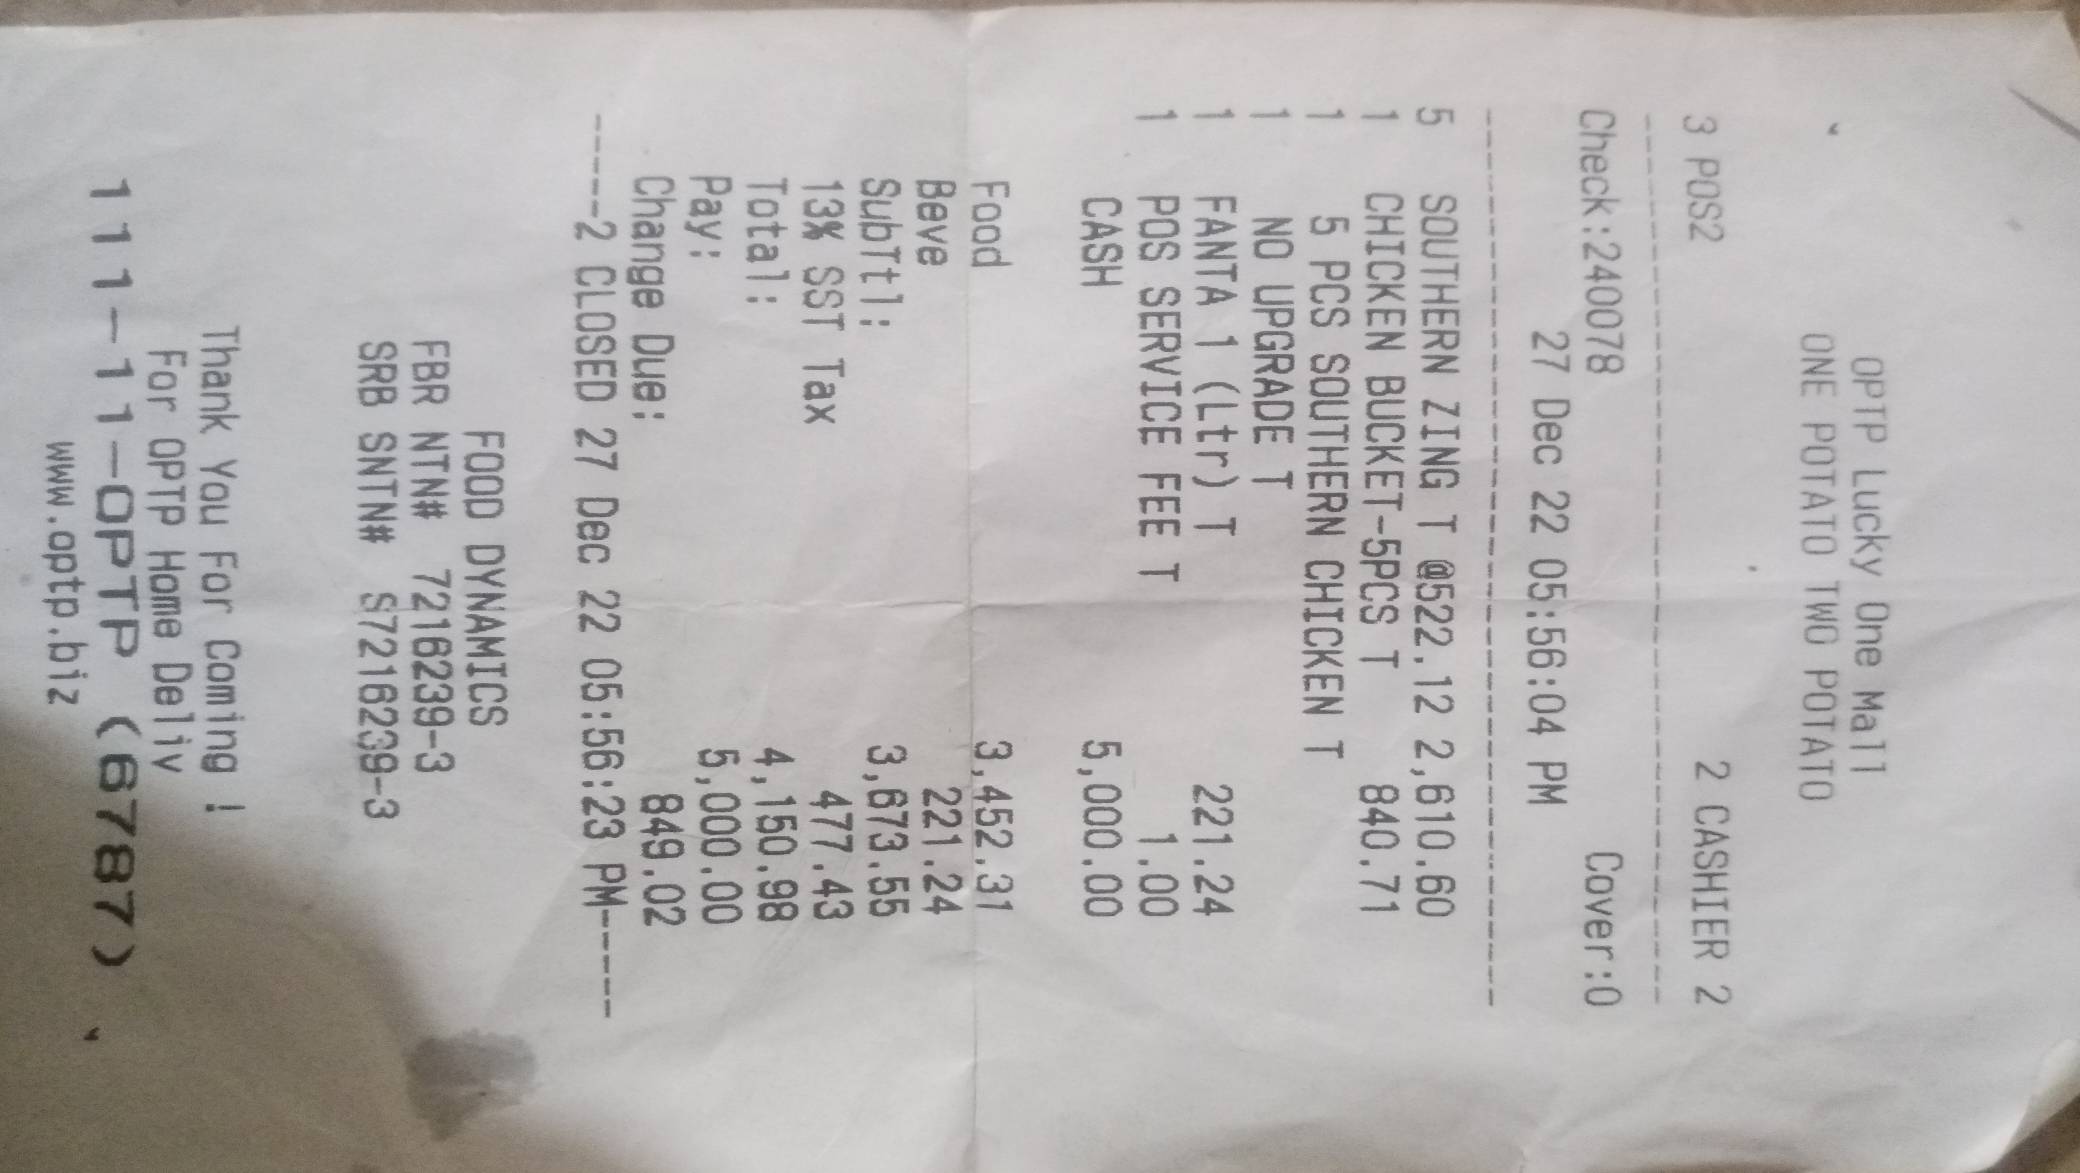 OPTP Lucky One Mall
ONE POTATO TWO POTATO
3 POS2 2 CASHIER 2
--------------------------------
Check:240078 Cover:0
27 Dec 22 05:56:04 PM
--------------------------------
5 SOUTHERN ZING T @522.12 2,610.60
1 CHICKEN BUCKET-5PCS T 840.71
1 5 PCS SOUTHERN CHICKEN T
1 NO UPGRADE T
1 FANTA 1 (Ltr) T 221.24
1 POS SERVICE FEE T 1.00
CASH 5,000.00
Food 3,452.31
Beve 221.24
SubTtl: 3,673.55
13% SST Tax 477.43
Total: 4,150.98
Pay: 5,000.00
Change Due: 849.02
----2 CLOSED 27 Dec 22 05:56:23 PM-----
FOOD DYNAMICS
FBR NTN# 7216239-3
SRB SNTN# S7216239-3
Thank You For Coming !
For OPTP Home Deliv
111-11-OPTP (6787)
www.optp.biz